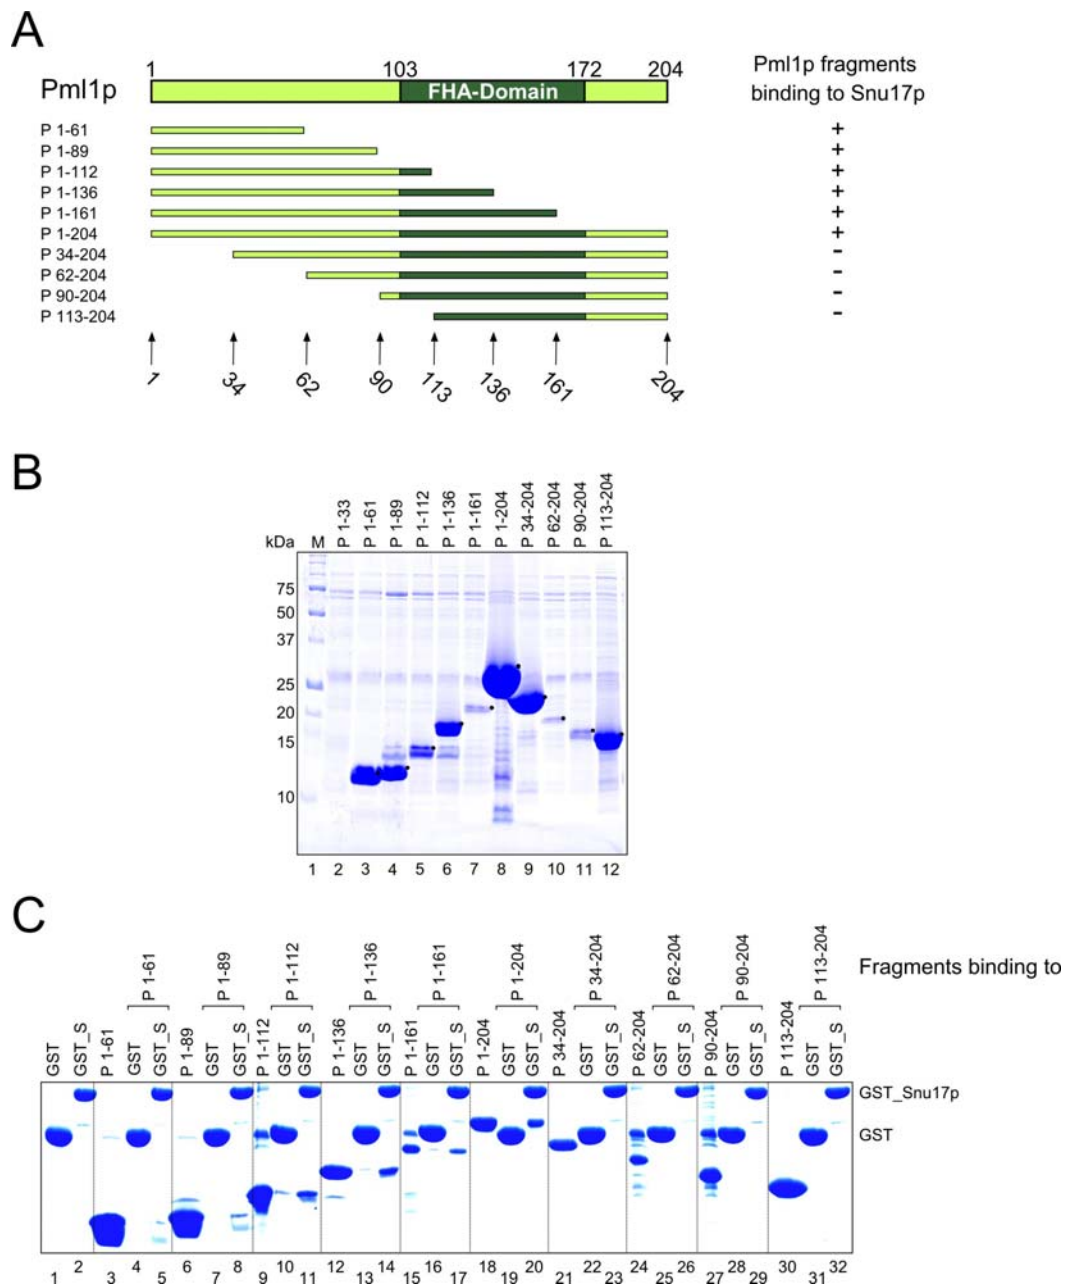 A
1 103 172 204
Pml1p FHA-Domain
Pml1p fragments
binding to Snu17p
P 1-61 +
P 1-89 +
P 1-112 +
P 1-136 +
P 1-161 +
P 1-204 +
P 34-204 -
P 62-204 -
P 90-204 -
P 113-204 -
1 34 62 90 113 136 161 204
B
kDa M P 1-33 P 1-61 P 1-89 P 1-112 P 1-136 P 1-161 P 1-204 P 34-204 P 62-204 P 90-204 P 113-204
75
50
37
25
20
15
10
1 2 3 4 5 6 7 8 9 10 11 12
C
P 1-61 P 1-89 P 1-112 P 1-136 P 1-161 P 1-204 P 34-204 P 62-204 P 90-204 P 113-204 Fragments binding to
GST GST_S P 1-61 GST GST_S P 1-89 GST GST_S P 1-112 GST GST_S P 1-136 GST GST_S P 1-161 GST GST_S P 1-204 GST GST_S P 34-204 GST GST_S P 62-204 GST GST_S P 90-204 GST GST_S P 113-204 GST GST_S
GST_Snu17p
GST
1 2 3 4 5 6 7 8 9 10 11 12 13 14 15 16 17 18 19 20 21 22 23 24 25 26 27 28 29 30 31 32